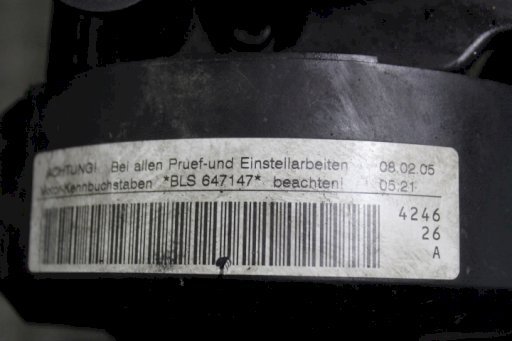 ACHTUNG! Bei allen Pruef-und Einstellarbeiten 08.02.05
Motor-Kennbuchstaben *BLS 647147* beachten! 05:21
4246
26
A